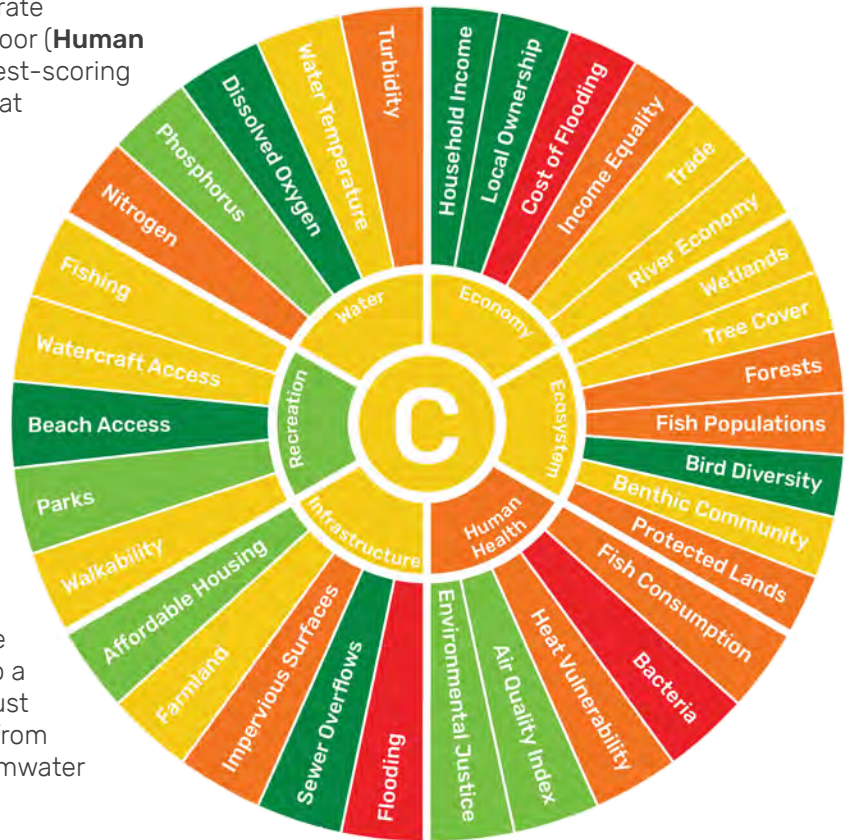 rate
oor (Human
est-scoring
at
e
o a
ust
from
mwater
Turbidity
Household Income
Local Ownership
Cost of Flooding
Income Equality
Trade
River Economy
Wetlands
Tree Cover
Forests
Fish Populations
Bird Diversity
Benthic Community
Protected Lands
Fish Consumption
Bacteria
Heat Vulnerability
Air Quality Index
Environmental Justice
Flooding
Sewer Overflows
Impervious Surfaces
Farmland
Affordable Housing
Walkability
Parks
Beach Access
Watercraft Access
Fishing
Nitrogen
Phosphorus
Dissolved Oxygen
Water Temperature
Water
Economy
Ecosystem
Human
Health
Infrastructure
Recreation
C